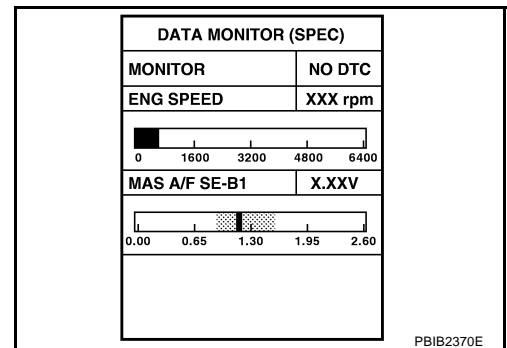 DATA MONITOR (SPEC)
MONITOR NO DTC
ENG SPEED XXX rpm
0 1600 3200 4800 6400
MAS A/F SE-B1 X.XXV
0.00 0.65 1.30 1.95 2.60
PBIB2370E